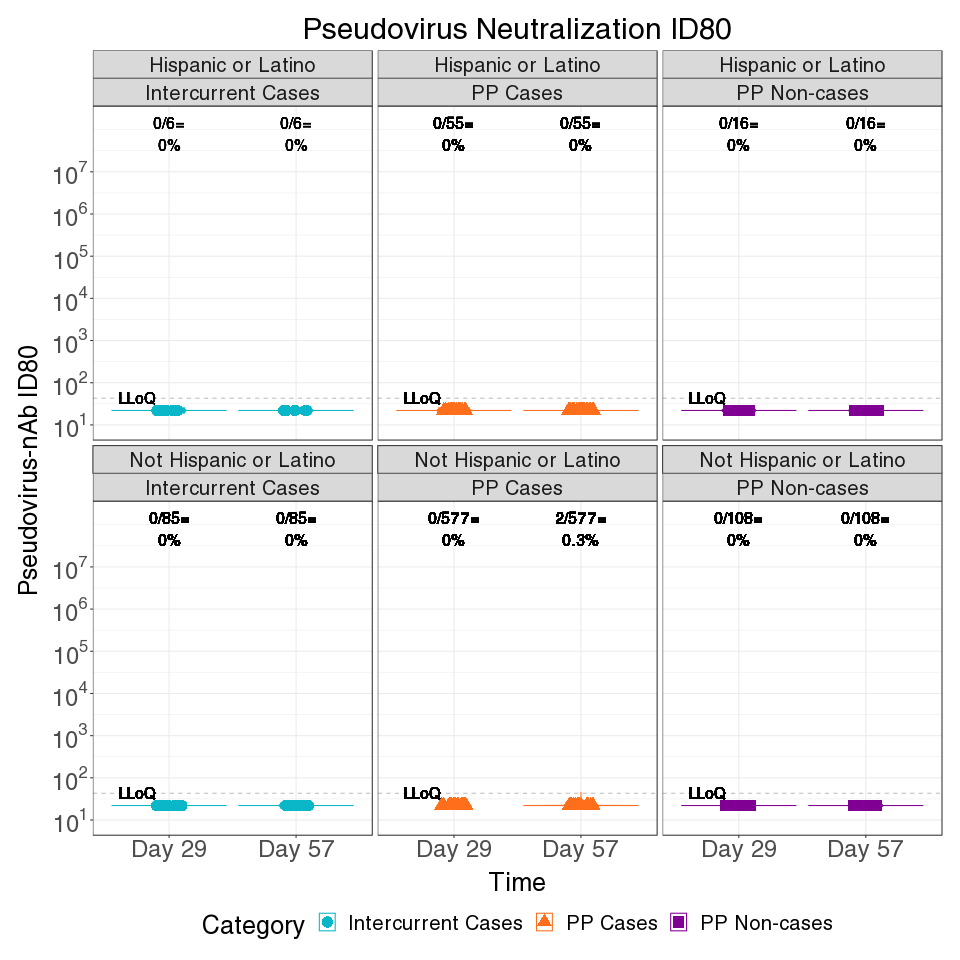 Pseudovirus Neutralization ID80
Hispanic or Latino Hispanic or Latino Hispanic or Latino
Intercurrent Cases PP Cases PP Non-cases
0/6= 0/6= 0/55= 0/55= 0/16= 0/16=
0% 0% 0% 0% 0% 0%
10^7
10^6
10^5
10^4
10^3
10^2
LLoQ LLoQ LLoQ
10^1
Pseudovirus-nAb ID80
Not Hispanic or Latino Not Hispanic or Latino Not Hispanic or Latino
Intercurrent Cases PP Cases PP Non-cases
0/85= 0/85= 0/577= 2/577= 0/108= 0/108=
0% 0% 0% 0.3% 0% 0%
10^7
10^6
10^5
10^4
10^3
10^2
LLoQ LLoQ LLoQ
10^1
Day 29 Day 57 Day 29 Day 57 Day 29 Day 57
Time
Category Intercurrent Cases PP Cases PP Non-cases